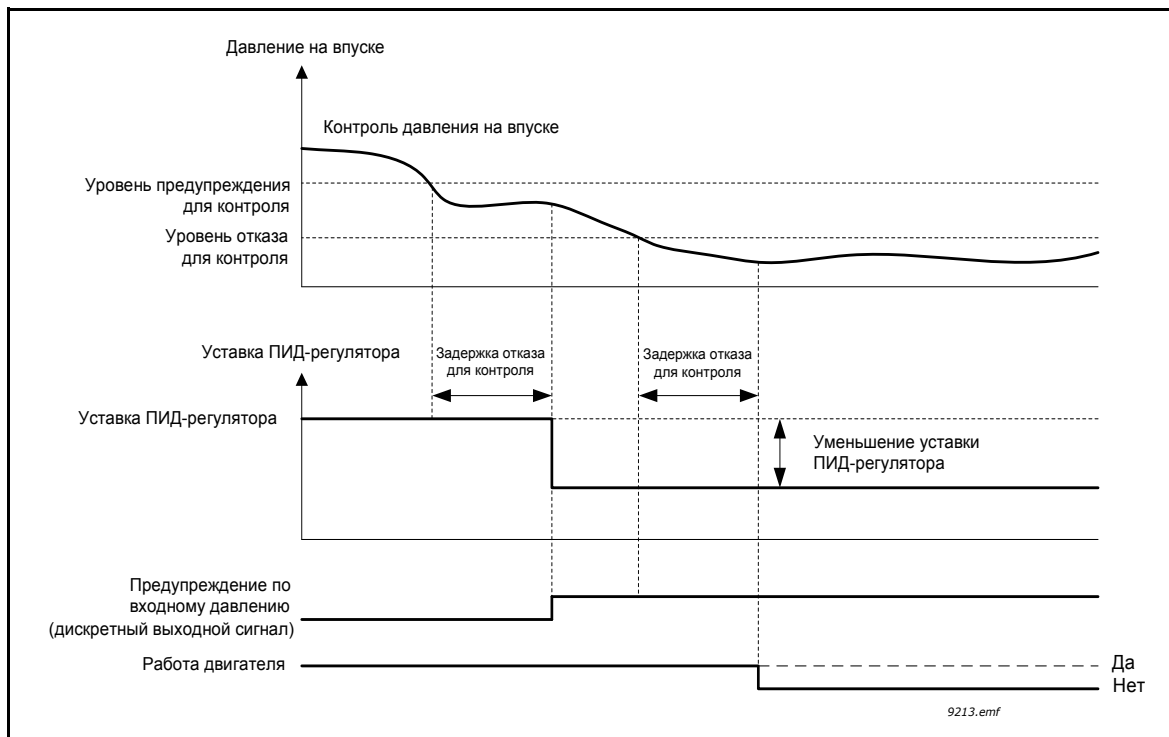 Давление на впуске
Контроль давления на впуске
Уровень предупреждения
для контроля
Уровень отказа
для контроля
Уставка ПИД-регулятора
Задержка отказа
для контроля
Задержка отказа
для контроля
Уставка ПИД-регулятора
Уменьшение уставки
ПИД-регулятора
Предупреждение по
входному давлению
(дискретный выходной сигнал)
Работа двигателя
Да
Нет
9213.emf